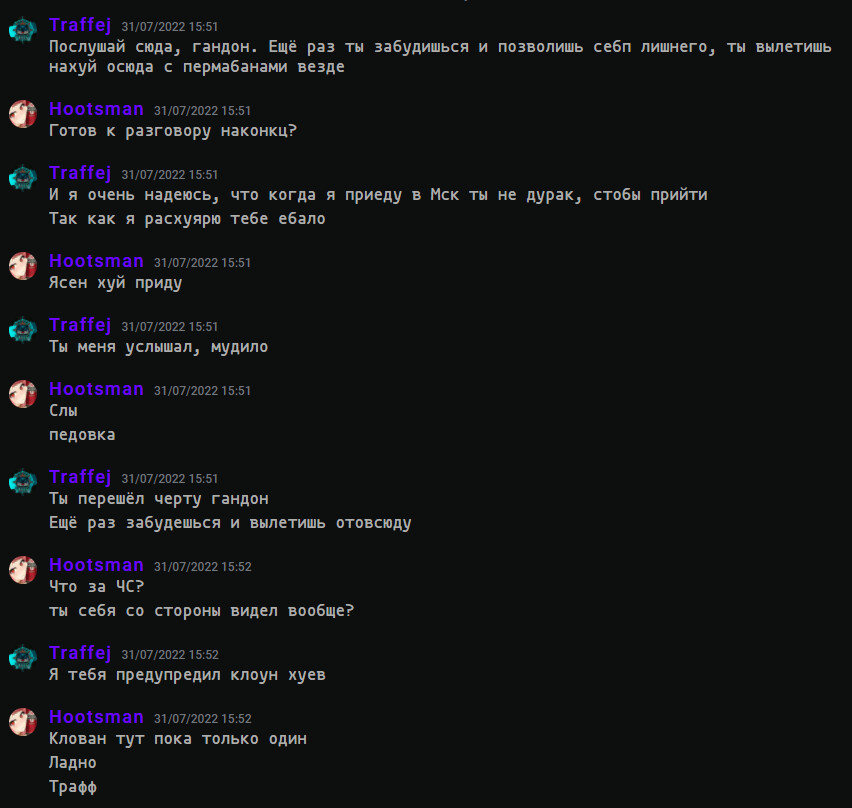 Traffej 31/07/2022 15:51
Послушай сюда, гандон. Ещё раз ты забудишься и позволишь себп лишнего, ты вылетишь
нахуй осюда с пермабанами везде
Hootsman 31/07/2022 15:51
Готов к разговору наконкц?
Traffej 31/07/2022 15:51
И я очень надеюсь, что когда я приеду в Мск ты не дурак, стобы прийти
Так как я расхуярю тебе ебало
Hootsman 31/07/2022 15:51
Ясен хуй приду
Traffej 31/07/2022 15:51
Ты меня услышал, мудило
Hootsman 31/07/2022 15:51
Слы
педовка
Traffej 31/07/2022 15:51
Ты перешёл черту гандон
Ещё раз забудешься и вылетишь отовсюду
Hootsman 31/07/2022 15:52
Что за ЧС?
ты себя со стороны видел вообще?
Traffej 31/07/2022 15:52
Я тебя предупредил клоун хуев
Hootsman 31/07/2022 15:52
Клован тут пока только один
Ладно
Трафф